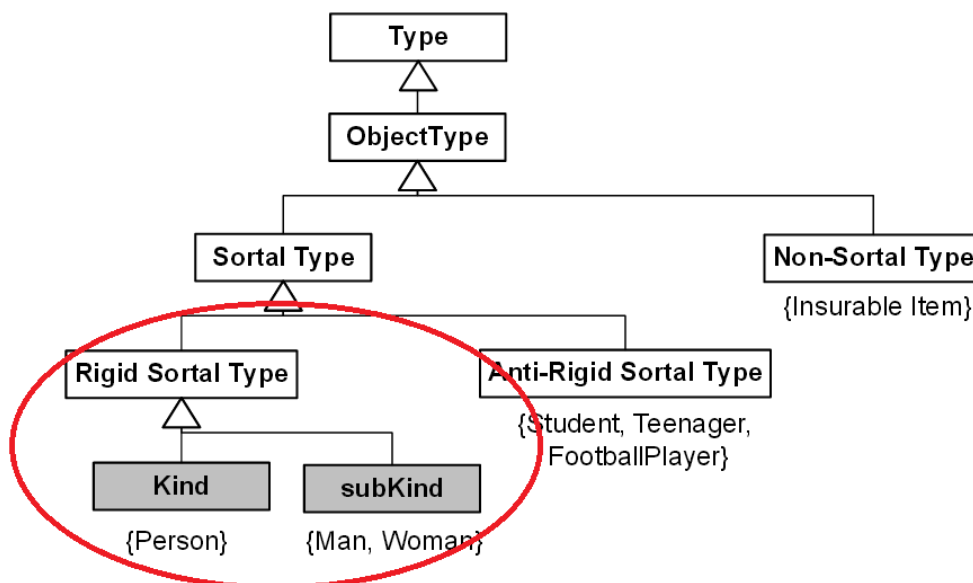 Type
ObjectType
Sortal Type
Non-Sortal Type
{Insurable Item}
Rigid Sortal Type
Anti-Rigid Sortal Type
{Student, Teenager,
FootballPlayer}
Kind
subKind
{Person}
{Man, Woman}